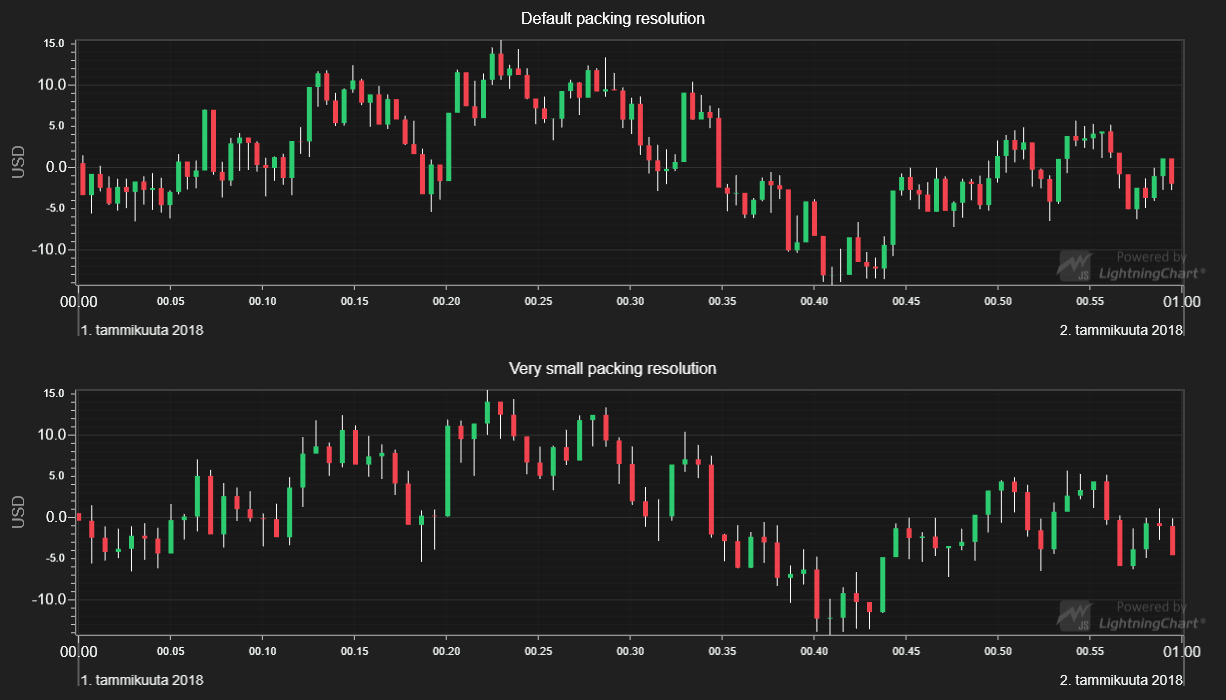 Default packing resolution
15.0
10.0
5.0
0.0
-5.0
-10.0
USD
00.00 00.05 00.10 00.15 00.20 00.25 00.30 00.35 00.40 00.45 00.50 00.55 01.00
1. tammikuuta 2018 2. tammikuuta 2018
Powered by
JS LightningChart®
Very small packing resolution
15.0
10.0
5.0
0.0
-5.0
-10.0
USD
00.00 00.05 00.10 00.15 00.20 00.25 00.30 00.35 00.40 00.45 00.50 00.55 01.00
1. tammikuuta 2018 2. tammikuuta 2018
Powered by
JS LightningChart®